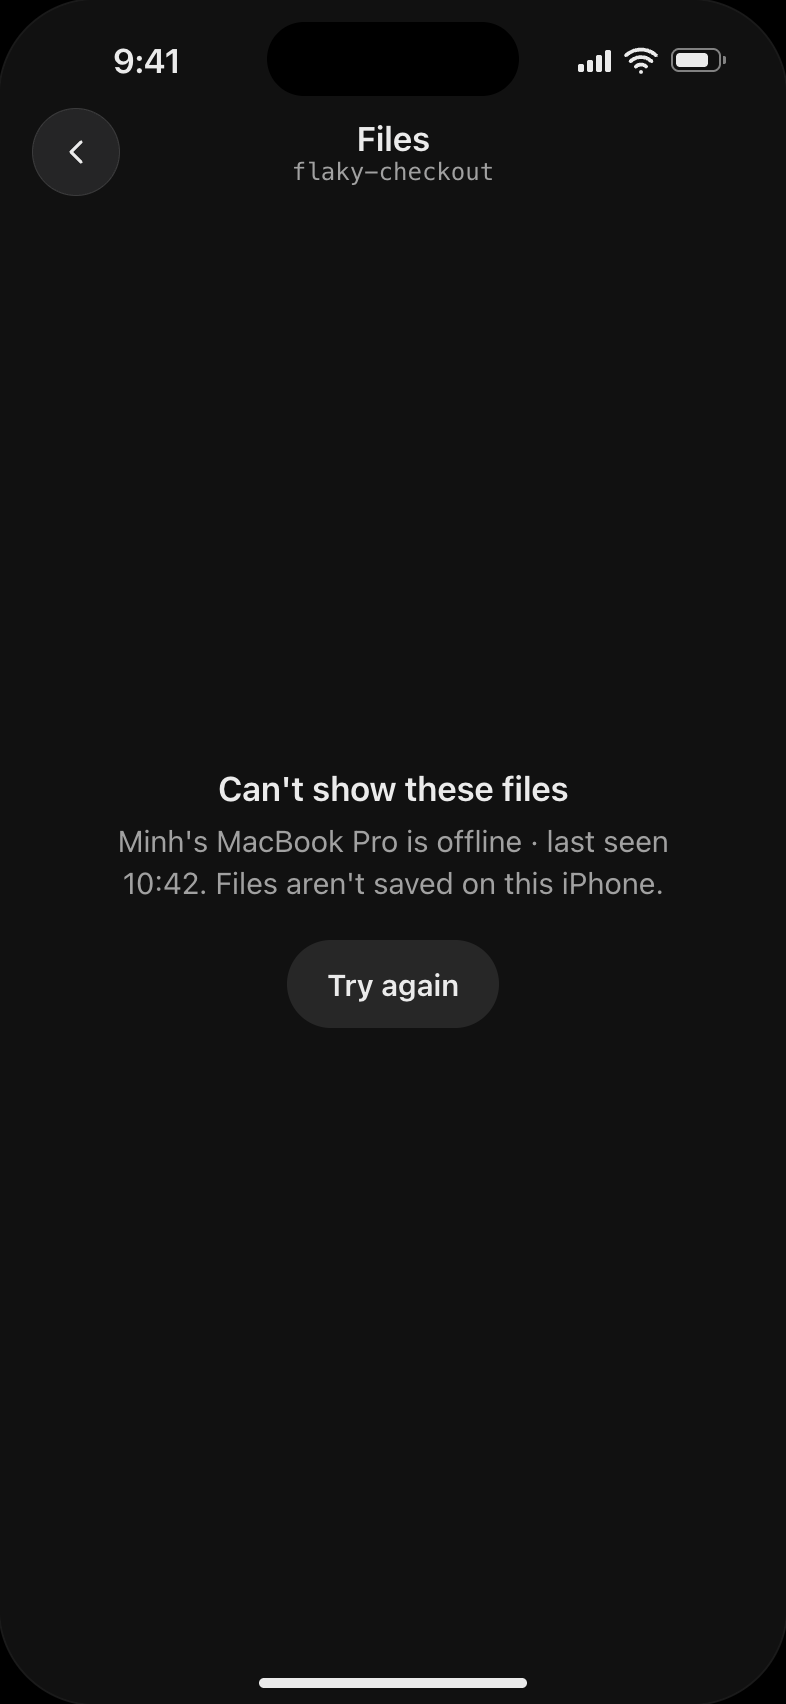 9:41
Files
flaky-checkout
Can't show these files
Minh's MacBook Pro is offline · last seen
10:42. Files aren't saved on this iPhone.
Try again